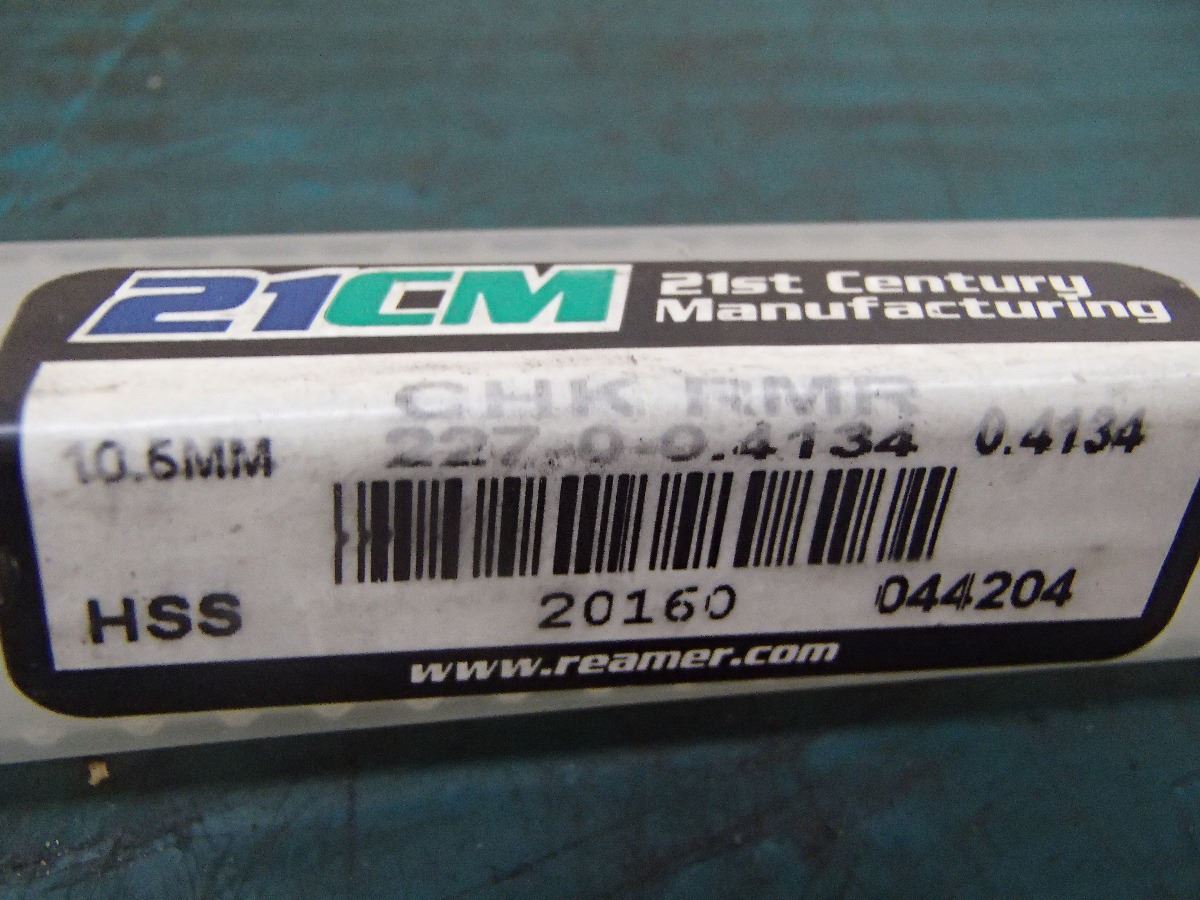 21CM 21st Century
Manufacturing
CHK RMR
227-0-0.4134
10.5MM
0.4134
HSS
20160
044204
www.reamer.com